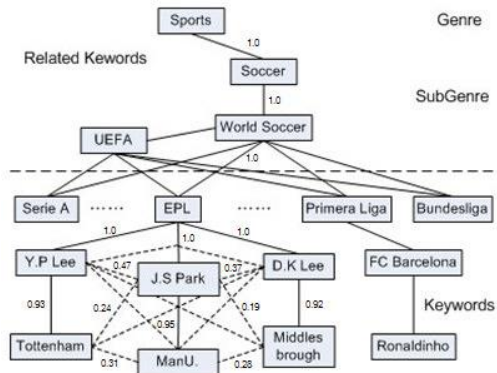 Sports
Genre
1.0
Related Kewords
Soccer
1.0
SubGenre
UEFA
World Soccer
1.0
Serie A ...... EPL ...... Primera Liga Bundesliga
1.0 1.0 1.0
Y.P Lee 0.47 J.S Park 0.37 D.K Lee FC Barcelona
0.93 0.24 0.95 0.19 0.92 Keywords
Tottenham 0.31 ManU. 0.28 Middles
brough
Ronaldinho